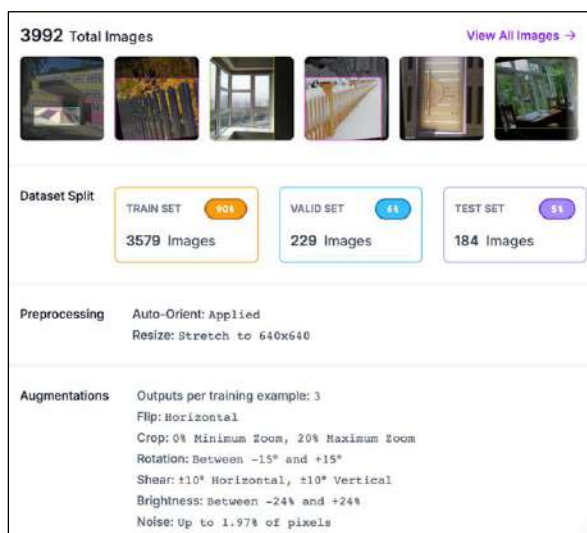 3992 Total Images
View All Images →
Dataset Split
TRAIN SET 90%
3579 Images
VALID SET 6%
229 Images
TEST SET 5%
184 Images
Preprocessing
Auto-Orient: Applied
Resize: Stretch to 640x640
Augmentations
Outputs per training example: 3
Flip: Horizontal
Crop: 0% Minimum Zoom, 20% Maximum Zoom
Rotation: Between -15° and +15°
Shear: ±10° Horizontal, ±10° Vertical
Brightness: Between -24% and +24%
Noise: Up to 1.97% of pixels